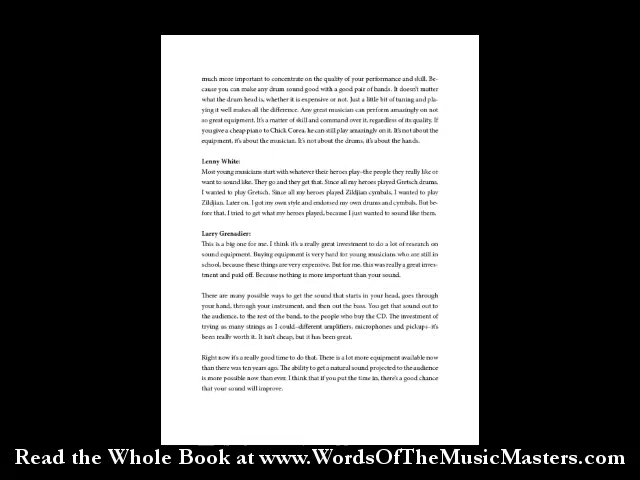 much more important to concentrate on the quality of your performance and skill. Be-
cause you can make any drum sound good with a good pair of hands. It doesn't matter
what the drum head is, whether it is expensive or not. Just a little bit of tuning and pla-
ying it well makes all the difference. Any great musician can perform amazingly on not
so great equipment. It's a matter of skill and command over it, regardless of its quality. If
you give a cheap piano to Chick Corea, he can still play amazingly on it. It's not about the
equipment, it's about the musician. It's not about the drums, it's about the hands.
Lenny White:
Most young musicians start with whatever their heroes play–the people they really like or
want to sound like. They go and they get that. Since all my heroes played Gretsch drums,
I wanted to play Gretsch. Since all my heroes played Zildjian cymbals, I wanted to play
Zildjian. Later on, I got my own style and endorsed my own drums and cymbals. But be-
fore that, I tried to get what my heroes played, because I just wanted to sound like them.
Larry Grenadier:
This is a big one for me. I think it's a really great investment to do a lot of research on
sound equipment. Buying equipment is very hard for young musicians who are still in
school, because these things are very expensive. But for me, this was really a great inves-
tment and paid off. Because nothing is more important than your sound.
There are many possible ways to get the sound that starts in your head, goes through
your hand, through your instrument, and then out the bass. You get that sound out to
the audience, to the rest of the band, to the people who buy the CD. The investment of
trying as many strings as I could–different amplifiers, microphones and pickups–it's
been really worth it. It isn't cheap, but it has been great.
Right now it's a really good time to do that. There is a lot more equipment available now
than there was ten years ago. The ability to get a natural sound projected to the audience
is more possible now than ever. I think that if you put the time in, there's a good chance
that your sound will improve.
Read the Whole Book at www.WordsOfTheMusicMasters.com